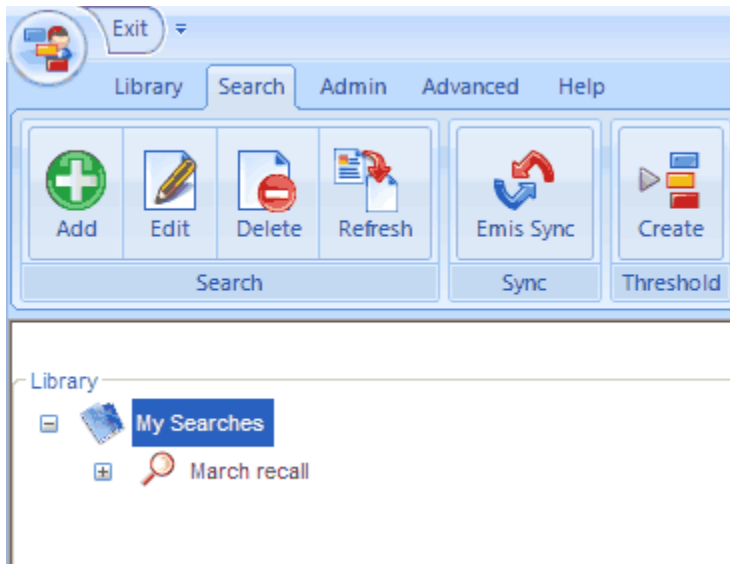 Exit
Library Search Admin Advanced Help
Add Edit Delete Refresh Emis Sync Create
Search Sync Threshold
Library
My Searches
March recall